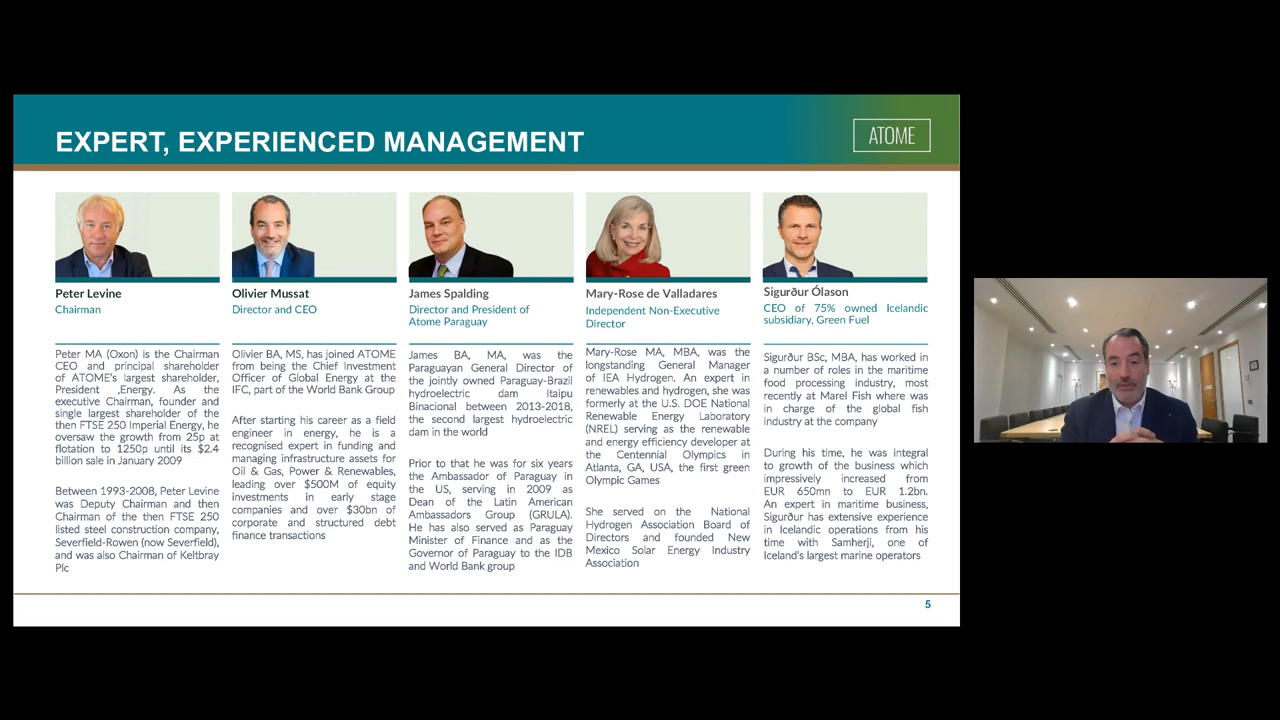 EXPERT, EXPERIENCED MANAGEMENT
ATOME
Peter Levine
Chairman
Peter MA (Oxon) is the Chairman
CEO and principal shareholder
of ATOME's largest shareholder,
President ,Energy. As the
executive Chairman, founder and
single largest shareholder of the
then FTSE 250 Imperial Energy, he
oversaw the growth from 25p at
flotation to 1250p until its $2.4
billion sale in January 2009
Between 1993-2008, Peter Levine
was Deputy Chairman and then
Chairman of the then FTSE 250
listed steel construction company,
Severfield-Rowen (now Severfield),
and was also Chairman of Keltbray
Plc
Olivier Mussat
Director and CEO
Olivier BA, MS, has joined ATOME
from being the Chief Investment
Officer of Global Energy at the
IFC, part of the World Bank Group
After starting his career as a field
engineer in energy, he is a
recognised expert in funding and
managing infrastructure assets for
Oil & Gas, Power & Renewables,
leading over $500M of equity
investments in early stage
companies and over $30bn of
corporate and structured debt
finance transactions
James Spalding
Director and President of
Atome Paraguay
James BA, MA, was the
Paraguayan General Director of
the jointly owned Paraguay-Brazil
hydroelectric dam Itaipu
Binacional between 2013-2018,
the second largest hydroelectric
dam in the world
Prior to that he was for six years
the Ambassador of Paraguay in
the US, serving in 2009 as
Dean of the Latin American
Ambassadors Group (GRULA).
He has also served as Paraguay
Minister of Finance and as the
Governor of Paraguay to the IDB
and World Bank group
Mary-Rose de Valladares
Independent Non-Executive
Director
Mary-Rose MA, MBA, was the
longstanding General Manager
of IEA Hydrogen. An expert in
renewables and hydrogen, she was
formerly at the U.S. DOE National
Renewable Energy Laboratory
(NREL) serving as the renewable
and energy efficiency developer at
the Centennial Olympics in
Atlanta, GA, USA, the first green
Olympic Games
She served on the National
Hydrogen Association Board of
Directors and founded New
Mexico Solar Energy Industry
Association
Sigurður Ólason
CEO of 75% owned Icelandic
subsidiary, Green Fuel
Sigurður BSc, MBA, has worked in
a number of roles in the maritime
food processing industry, most
recently at Marel Fish where was
in charge of the global fish
industry at the company
During his time, he was integral
to growth of the business which
impressively increased from
EUR 650mn to EUR 1.2bn.
An expert in maritime business,
Sigurður has extensive experience
in Icelandic operations from his
time with Samherji, one of
Iceland's largest marine operators
5